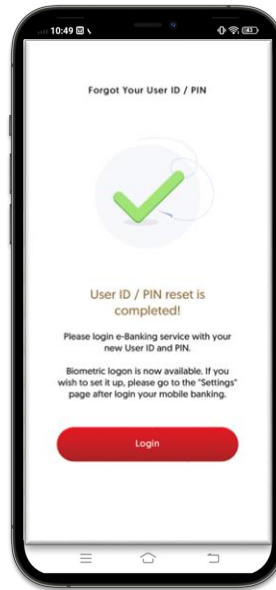 10:49
Forgot Your User ID / PIN
User ID / PIN reset is
completed!
Please login e-Banking service with your
new User ID and PIN.
Biometric logon is now available. If you
wish to set it up, please go to the "Settings"
page after login your mobile banking.
Login